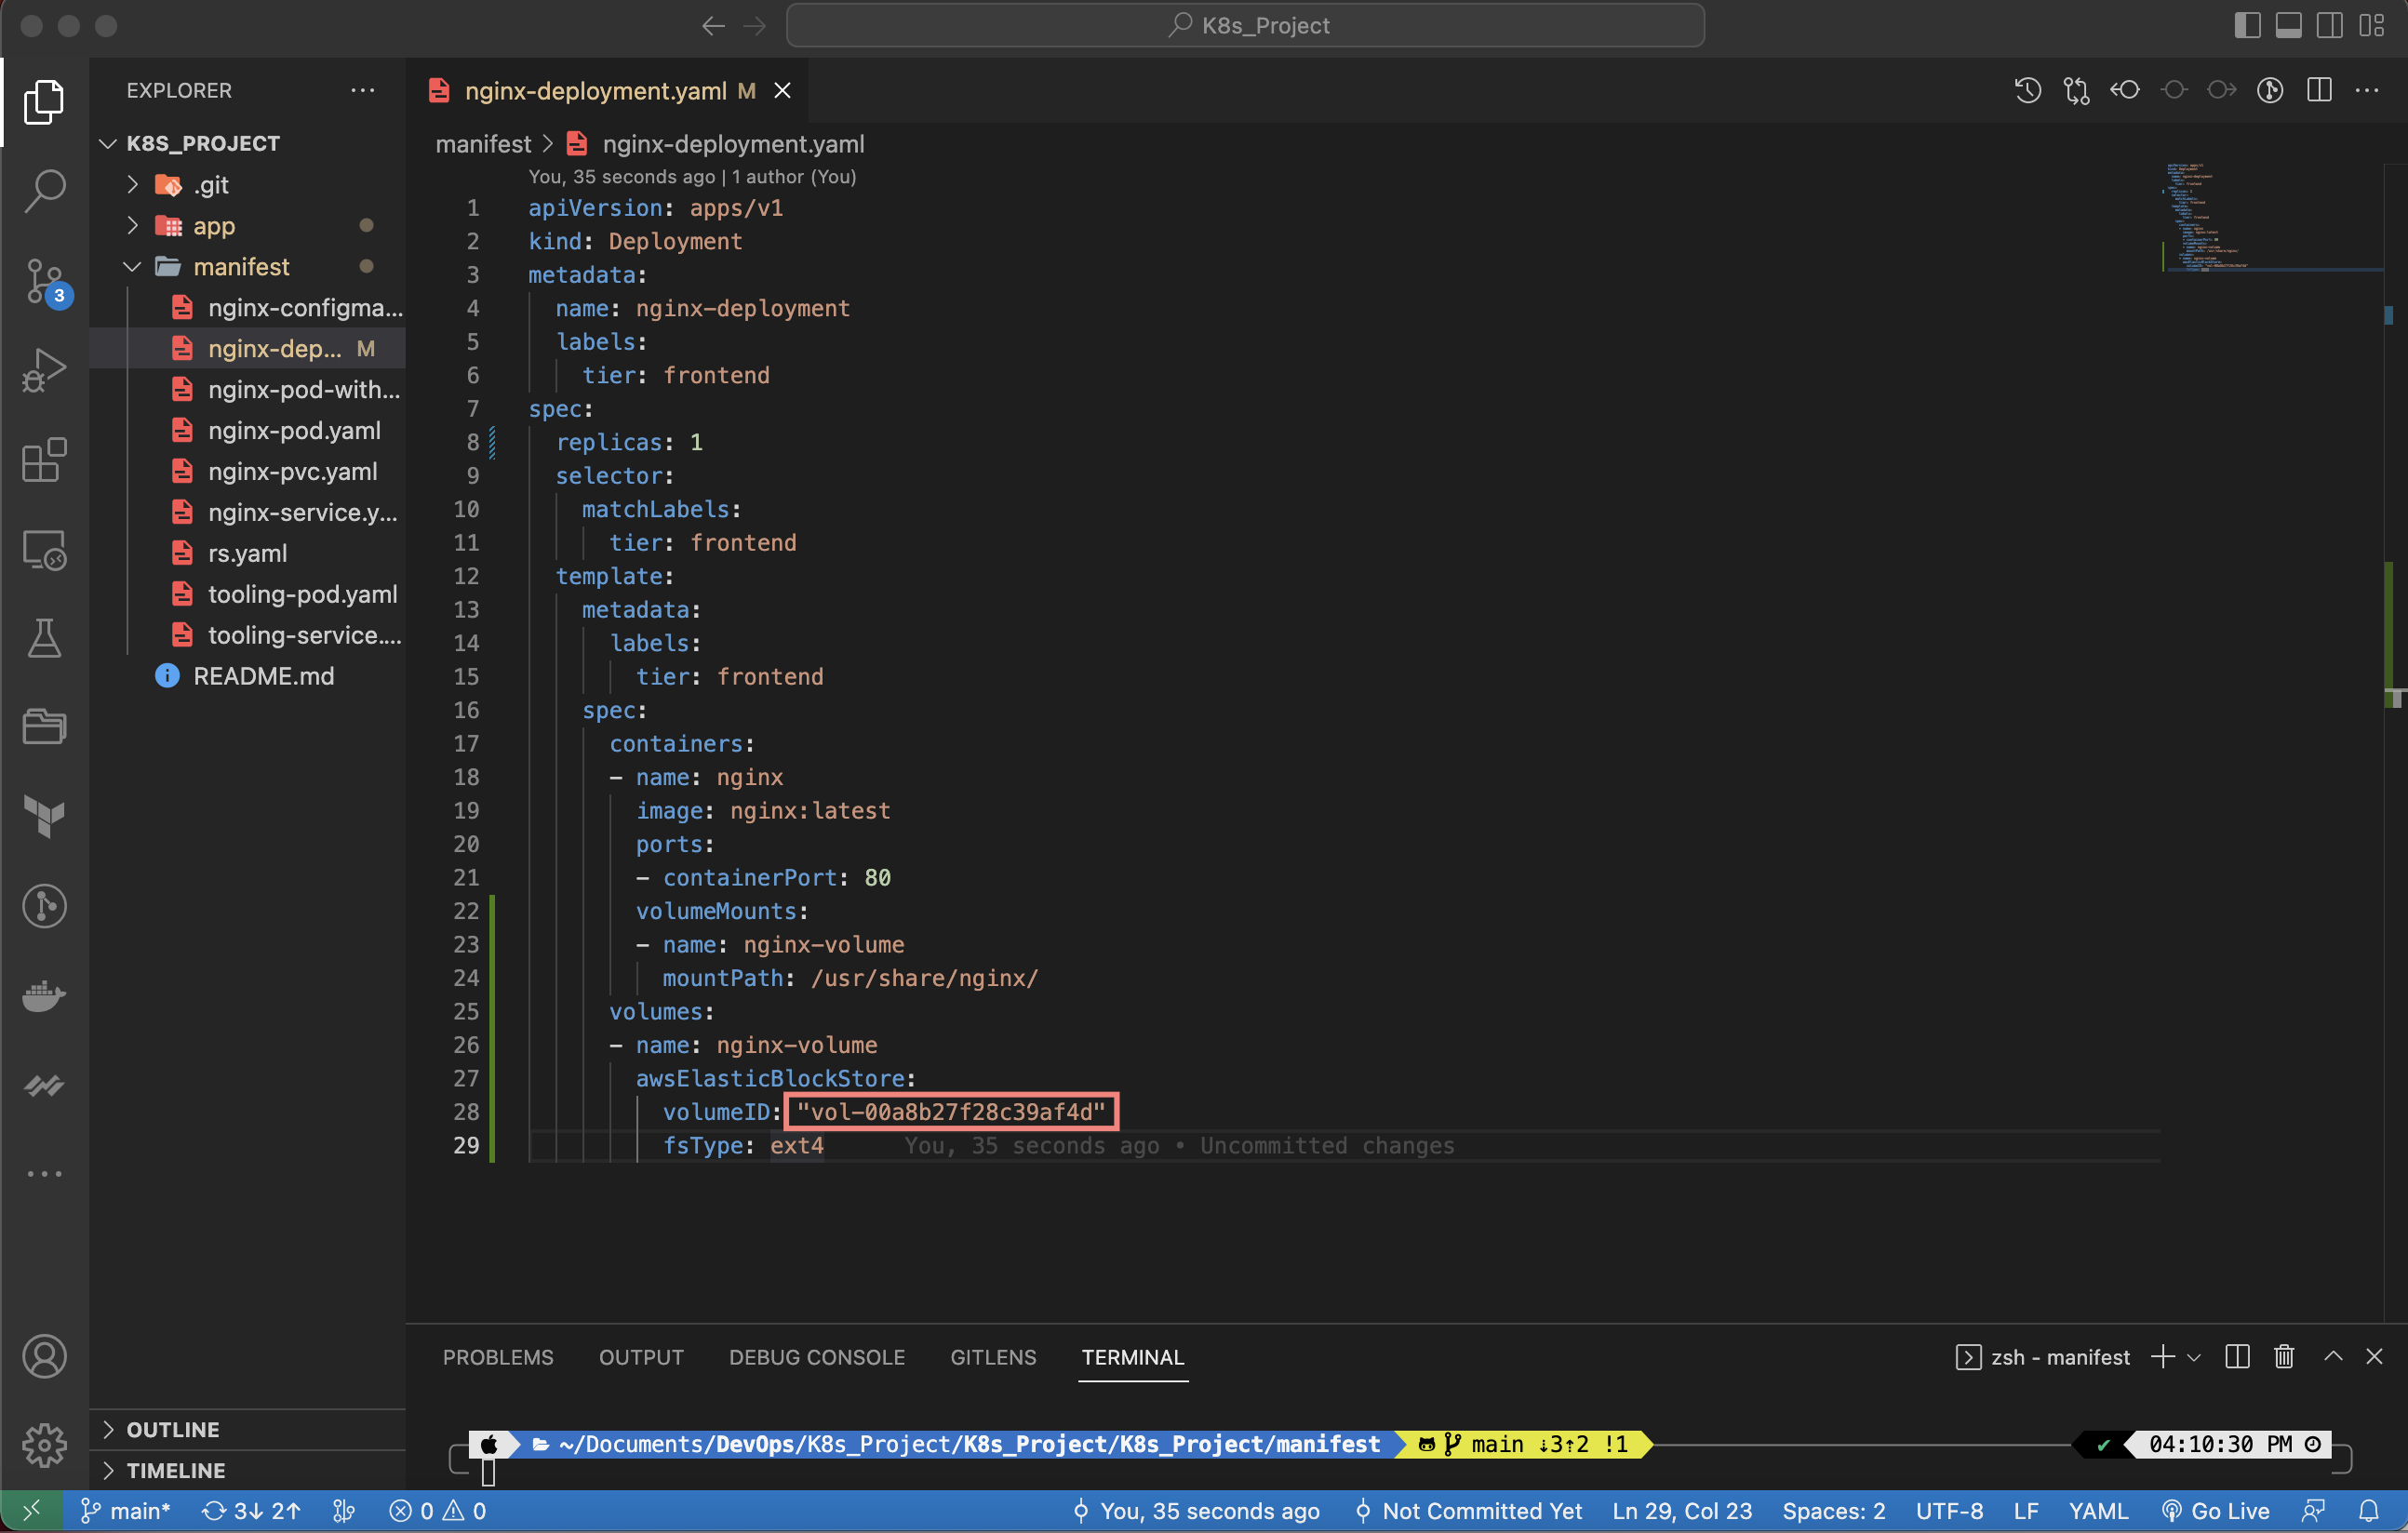 K8s_Project
EXPLORER
nginx-deployment.yaml M
K8S_PROJECT
.git
app
manifest
nginx-configma...
nginx-dep... M
nginx-pod-with...
nginx-pod.yaml
nginx-pvc.yaml
nginx-service.y...
rs.yaml
tooling-pod.yaml
tooling-service....
README.md
OUTLINE
TIMELINE
3
manifest > nginx-deployment.yaml
You, 35 seconds ago | 1 author (You)
1 apiVersion: apps/v1
2 kind: Deployment
3 metadata:
4   name: nginx-deployment
5   labels:
6     tier: frontend
7 spec:
8   replicas: 1
9   selector:
10     matchLabels:
11       tier: frontend
12   template:
13     metadata:
14       labels:
15         tier: frontend
16     spec:
17       containers:
18       - name: nginx
19         image: nginx:latest
20         ports:
21         - containerPort: 80
22         volumeMounts:
23         - name: nginx-volume
24           mountPath: /usr/share/nginx/
25       volumes:
26       - name: nginx-volume
27         awsElasticBlockStore:
28           volumeID: "vol-00a8b27f28c39af4d"
29           fsType: ext4 You, 35 seconds ago • Uncommitted changes
PROBLEMS OUTPUT DEBUG CONSOLE GITLENS TERMINAL zsh - manifest
~/Documents/DevOps/K8s_Project/K8s_Project/K8s_Project/manifest main ⇣3⇡2 !1 ✔ 04:10:30 PM
main* 3↓ 2↑ 0 0 You, 35 seconds ago Not Committed Yet Ln 29, Col 23 Spaces: 2 UTF-8 LF YAML Go Live